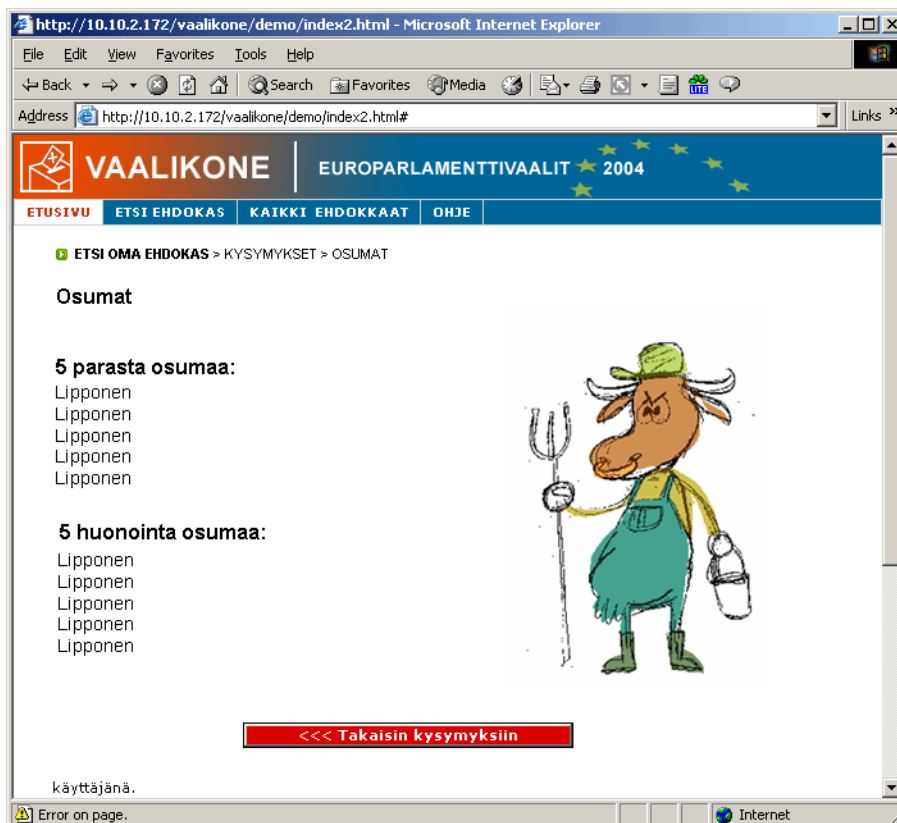 http://10.10.2.172/vaalikone/demo/index2.html - Microsoft Internet Explorer
File Edit View Favorites Tools Help
Back Search Favorites Media LITE
Address http://10.10.2.172/vaalikone/demo/index2.html# Links »
VAALIKONE EUROPARLAMENTTIVAALIT 2004
ETUSIVU ETSI EHDOKAS KAIKKI EHDOKKAAT OHJE
ETSI OMA EHDOKAS > KYSYMYKSET > OSUMAT
Osumat
5 parasta osumaa:
Lipponen
Lipponen
Lipponen
Lipponen
Lipponen
5 huonointa osumaa:
Lipponen
Lipponen
Lipponen
Lipponen
Lipponen
<<< Takaisin kysymyksiin
käyttäjänä.
Error on page. Internet